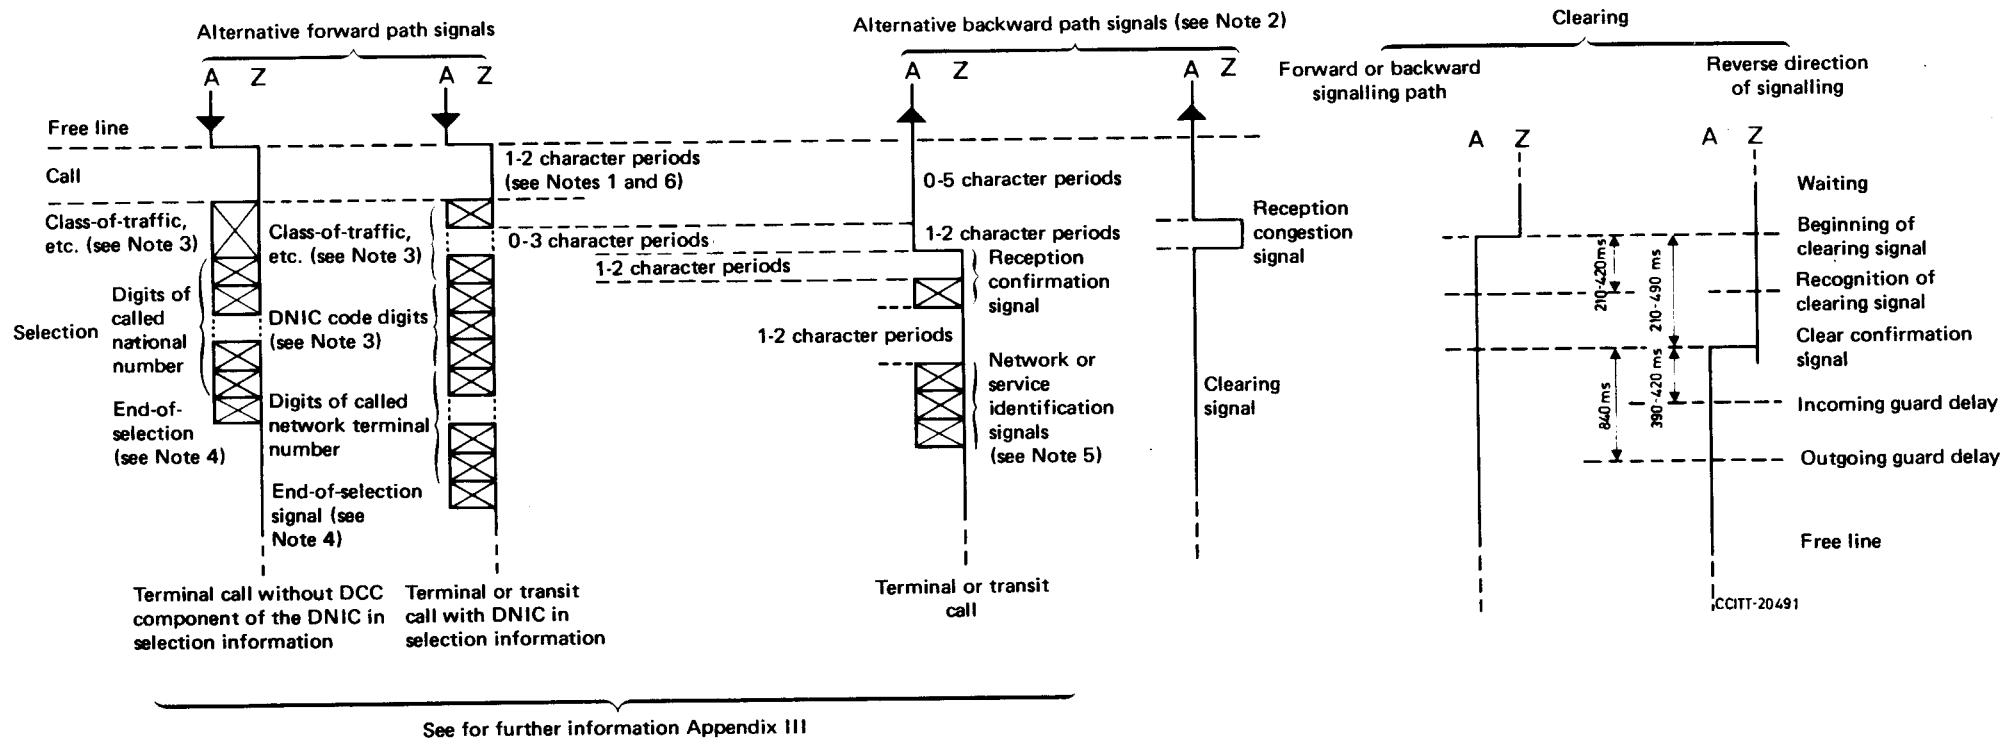 Alternative forward path signals
Alternative backward path signals (see Note 2)
Clearing
A Z
A Z
A Z
A Z
Forward or backward
signalling path
Reverse direction
of signalling
A Z
A Z
Free line
Call
1-2 character periods
(see Notes 1 and 6)
0-5 character periods
Waiting
Class-of-traffic,
etc. (see Note 3)
Class-of-traffic,
etc. (see Note 3)
0-3 character periods
1-2 character periods
1-2 character periods
Reception
confirmation
signal
Reception
congestion
signal
Beginning of
clearing signal
210-420ms
210-490 ms
Recognition of
clearing signal
Selection
Digits of
called
national
number
DNIC code digits
(see Note 3)
1-2 character periods
Clear confirmation
signal
Network or
service
identification
signals
(see Note 5)
Clearing
signal
840ms
390-420 ms
Incoming guard delay
Outgoing guard delay
End-of-
selection
(see Note 4)
Digits of called
network terminal
number
End-of-selection
signal (see
Note 4)
Free line
Terminal call without DCC
component of the DNIC in
selection information
Terminal or transit
call with DNIC in
selection information
Terminal or transit
call
CCITT-20491
See for further information Appendix III